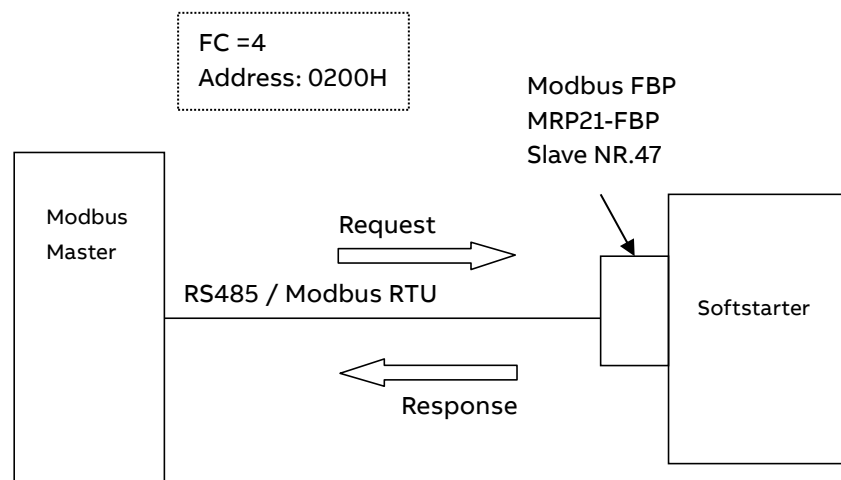 FC =4
Address: 0200H
Modbus FBP
MRP21-FBP
Slave NR.47
Modbus
Master
Request
RS485 / Modbus RTU
Softstarter
Response